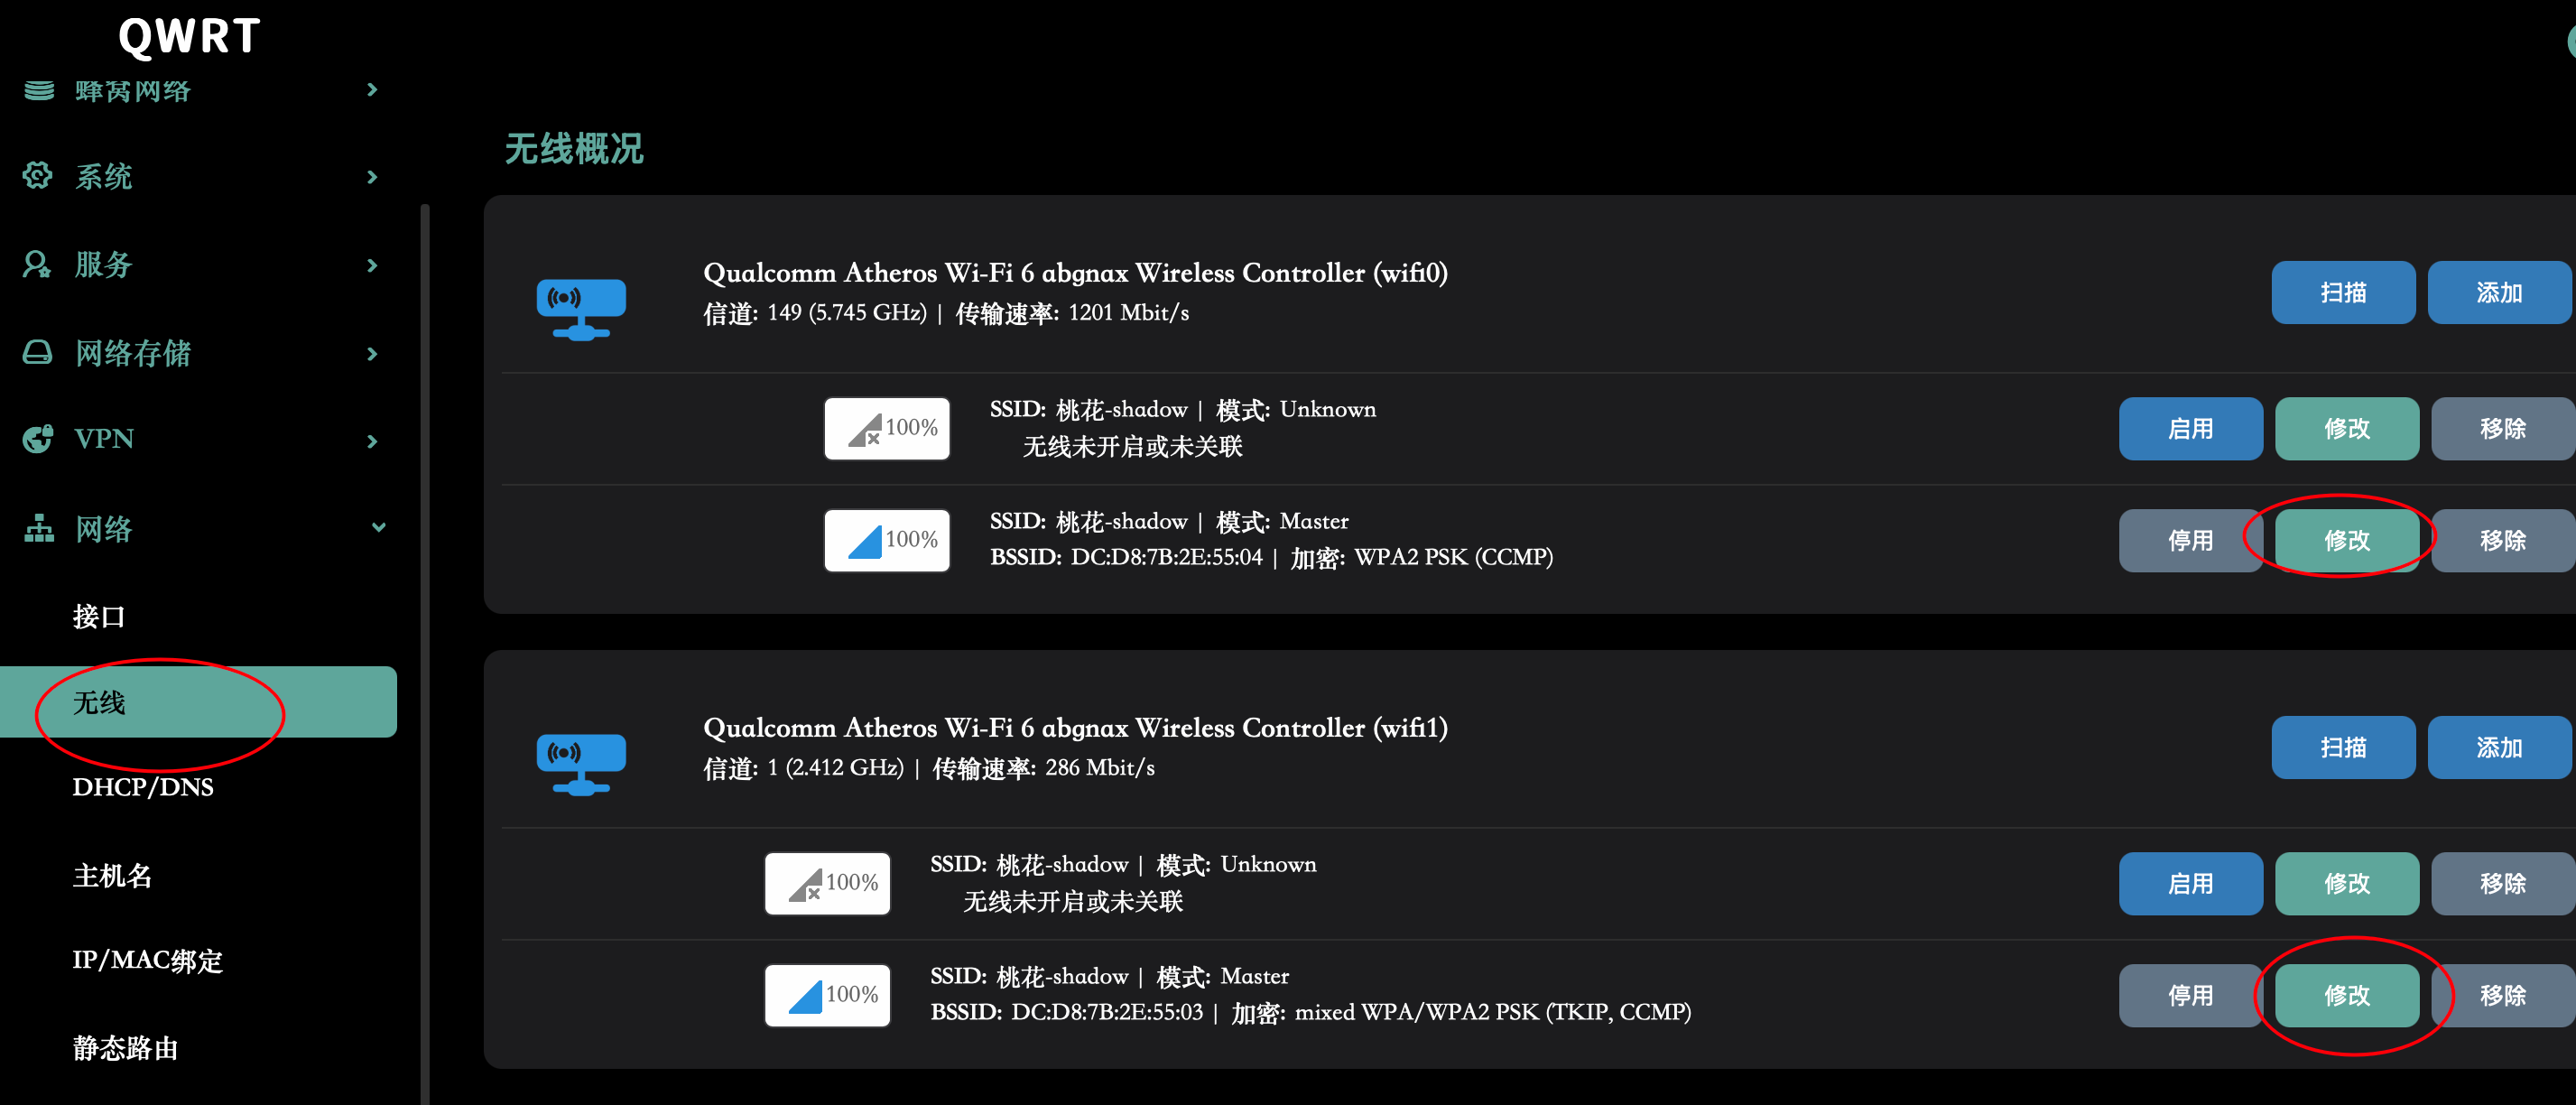 QWRT
蜂窝网络
系统
服务
网络存储
VPN
网络
接口
无线
DHCP/DNS
主机名
IP/MAC绑定
静态路由
无线概况
Qualcomm Atheros Wi-Fi 6 abgnax Wireless Controller (wifi0)
信道: 149 (5.745 GHz) | 传输速率: 1201 Mbit/s
扫描 添加
100%
SSID: 桃花-shadow | 模式: Unknown
无线未开启或未关联
启用 修改 移除
100%
SSID: 桃花-shadow | 模式: Master
BSSID: DC:D8:7B:2E:55:04 | 加密: WPA2 PSK (CCMP)
停用 修改 移除
Qualcomm Atheros Wi-Fi 6 abgnax Wireless Controller (wifi1)
信道: 1 (2.412 GHz) | 传输速率: 286 Mbit/s
扫描 添加
100%
SSID: 桃花-shadow | 模式: Unknown
无线未开启或未关联
启用 修改 移除
100%
SSID: 桃花-shadow | 模式: Master
BSSID: DC:D8:7B:2E:55:03 | 加密: mixed WPA/WPA2 PSK (TKIP, CCMP)
停用 修改 移除